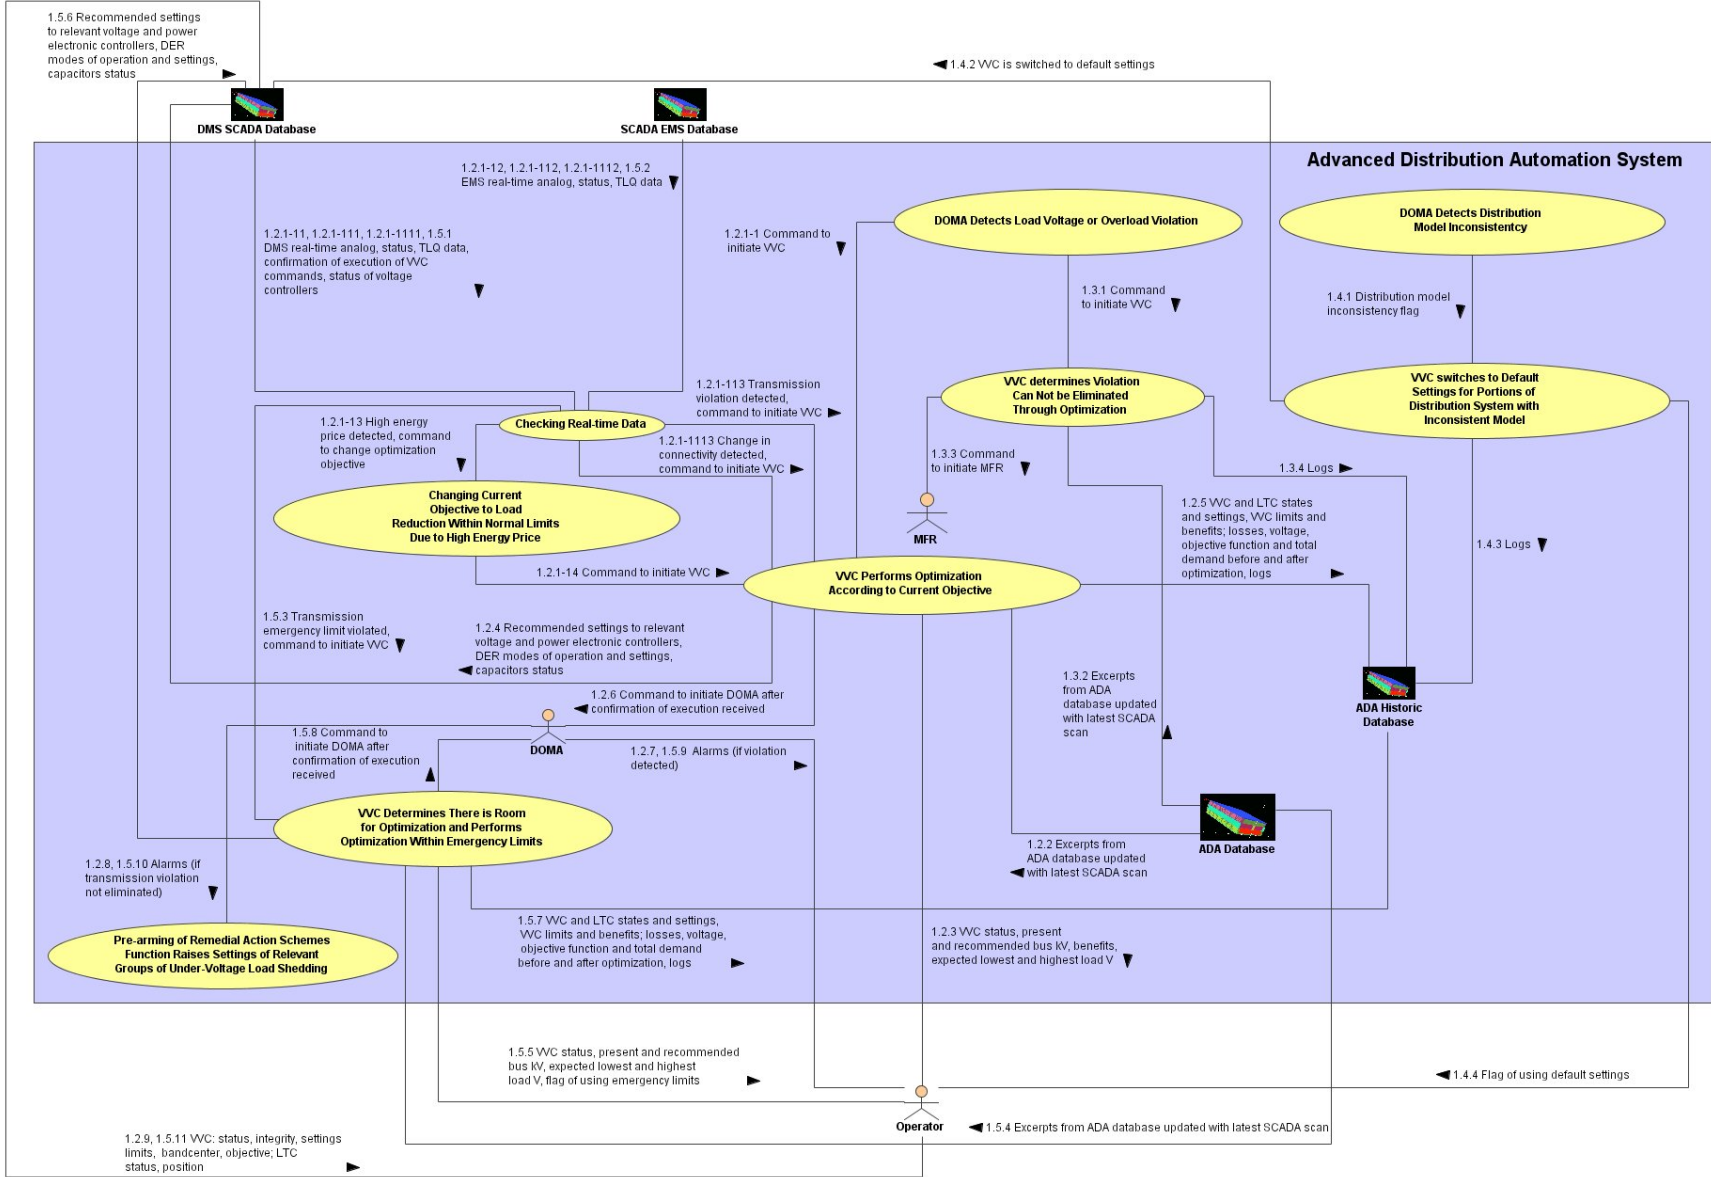 1.5.6 Recommended settings
to relevant voltage and power
electronic controllers, DER
modes of operation and settings,
capacitors status
1.4.2 VVC is switched to default settings
DMS SCADA Database
SCADA EMS Database
Advanced Distribution Automation System
1.2.1-12, 1.2.1-112, 1.2.1-1112, 1.5.2
EMS real-time analog, status, TLQ data
DOMA Detects Load Voltage or Overload Violation
DOMA Detects Distribution
Model Inconsistentcy
1.2.1-11, 1.2.1-111, 1.2.1-1111, 1.5.1
DMS real-time analog, status, TLQ data,
confirmation of execution of VVC
commands, status of voltage
controllers
1.2.1-1 Command to
initiate VVC
1.3.1 Command
to initiate VVC
1.4.1 Distribution model
inconsistency flag
1.2.1-113 Transmission
violation detected,
command to initiate VVC
VVC determines Violation
Can Not be Eliminated
Through Optimization
VVC switches to Default
Settings for Portions of
Distribution System with
Inconsistent Model
1.2.1-13 High energy
price detected, command
to change optimization
objective
Checking Real-time Data
1.2.1-1113 Change in
connectivity detected,
command to initiate VVC
1.3.3 Command
to initiate MFR
1.3.4 Logs
Changing Current
Objective to Load
Reduction Within Normal Limits
Due to High Energy Price
MFR
1.2.5 VVC and LTC states
and settings, VVC limits and
benefits; losses, voltage,
objective function and total
demand before and after
optimization, logs
1.4.3 Logs
1.2.1-14 Command to initiate VVC
VVC Performs Optimization
According to Current Objective
1.5.3 Transmission
emergency limit violated,
command to initiate VVC
1.2.4 Recommended settings to relevant
voltage and power electronic controllers,
DER modes of operation and settings,
capacitors status
1.3.2 Excerpts
from ADA
database updated
with latest SCADA
scan
ADA Historic
Database
1.2.6 Command to initiate DOMA after
confirmation of execution received
1.5.8 Command to
initiate DOMA after
confirmation of execution
received
DOMA
1.2.7, 1.5.9 Alarms (if violation
detected)
VVC Determines There is Room
for Optimization and Performs
Optimization Within Emergency Limits
ADA Database
1.2.2 Excerpts from
ADA database updated
with latest SCADA scan
1.2.8, 1.5.10 Alarms (if
transmission violation
not eliminated)
1.5.7 VVC and LTC states and settings,
VVC limits and benefits; losses, voltage,
objective function and total demand
before and after optimization, logs
1.2.3 VVC status, present
and recommended bus kV, benefits,
expected lowest and highest load V
Pre-arming of Remedial Action Schemes
Function Raises Settings of Relevant
Groups of Under-Voltage Load Shedding
1.5.5 VVC status, present and recommended
bus kV, expected lowest and highest
load V, flag of using emergency limits
1.4.4 Flag of using default settings
Operator
1.5.4 Excerpts from ADA database updated with latest SCADA scan
1.2.9, 1.5.11 VVC: status, integrity, settings
limits, bandcenter, objective; LTC
status, position